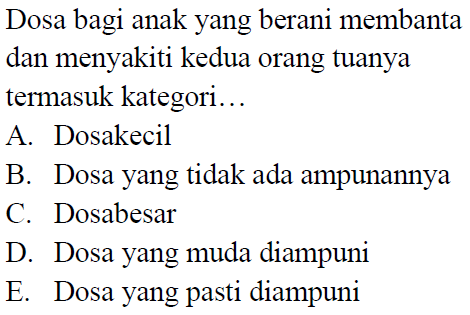 Dosa bagi anak yang berani membanta
dan menyakiti kedua orang tuanya
termasuk kategori…
A. Dosakecil
B. Dosa yang tidak ada ampunannya
C. Dosabesar
D. Dosa yang muda diampuni
E. Dosa yang pasti diampuni